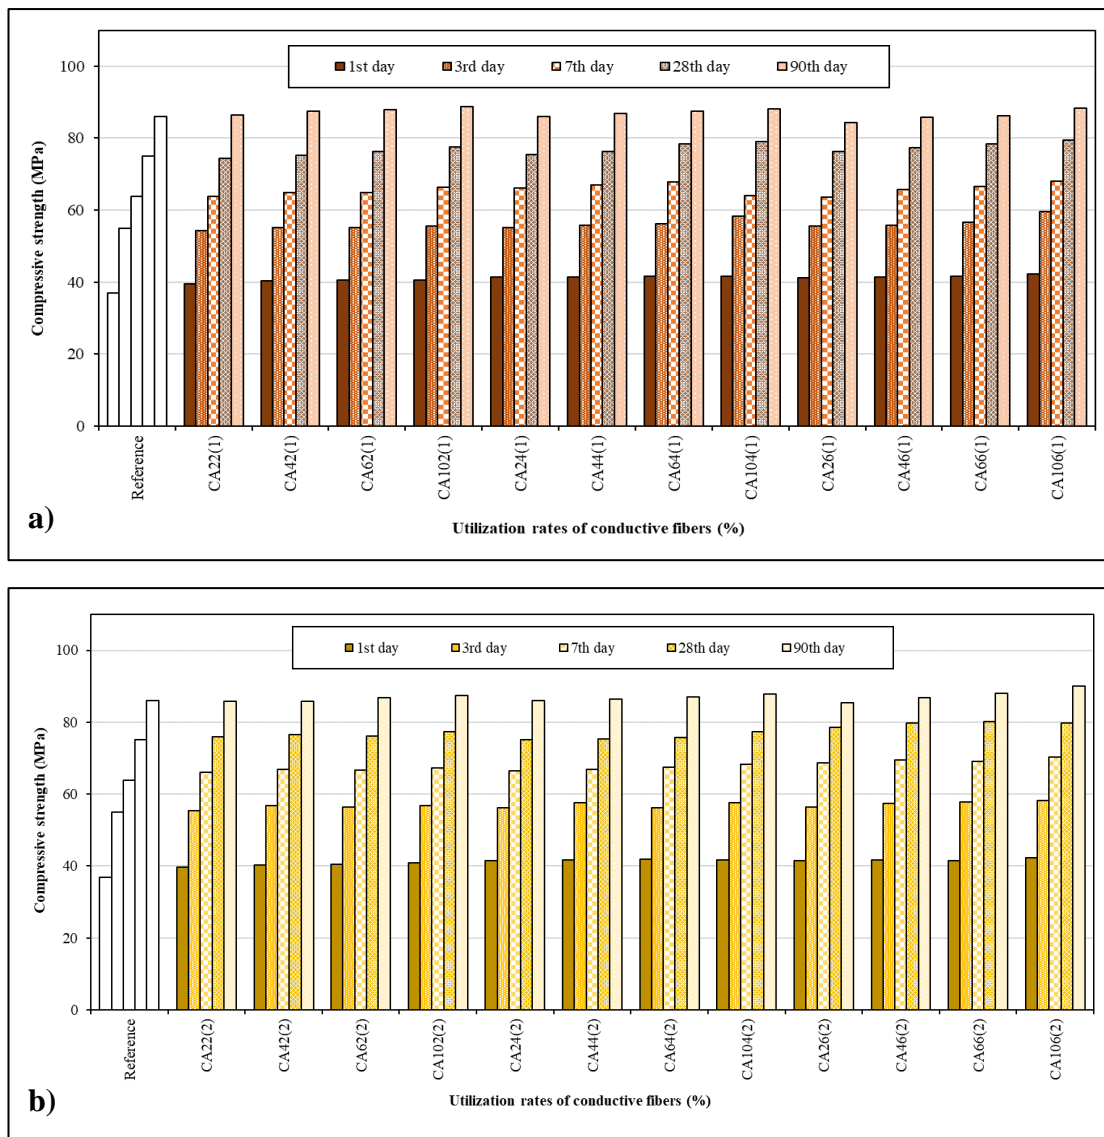 100
80
60
40
20
0
Compressive strength (MPa)
1st day 3rd day 7th day 28th day 90th day
Reference CA22(1) CA42(1) CA62(1) CA102(1) CA24(1) CA44(1) CA64(1) CA104(1) CA26(1) CA46(1) CA66(1) CA106(1)
a)
Utilization rates of conductive fibers (%)
100
80
60
40
20
0
Compressive strength (MPa)
1st day 3rd day 7th day 28th day 90th day
Reference CA22(2) CA42(2) CA62(2) CA102(2) CA24(2) CA44(2) CA64(2) CA104(2) CA26(2) CA46(2) CA66(2) CA106(2)
b)
Utilization rates of conductive fibers (%)